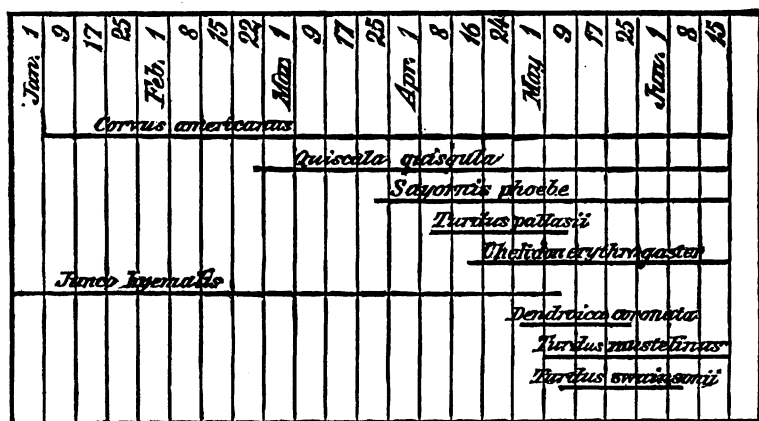 Jan. 1 9 17 25 Feb. 1 8 15 22 Mar. 1 9 17 25 Apr. 1 8 16 24 May 1 9 17 25 Jun. 1 8 15
Corvus americanus
Quiscala quisqula
Sayornis phoebe
Turdus pallasii
Chelidon erythrogaster
Junco hyemalis
Dendroica coronata
Turdus mustelinus
Turdus swainsonii